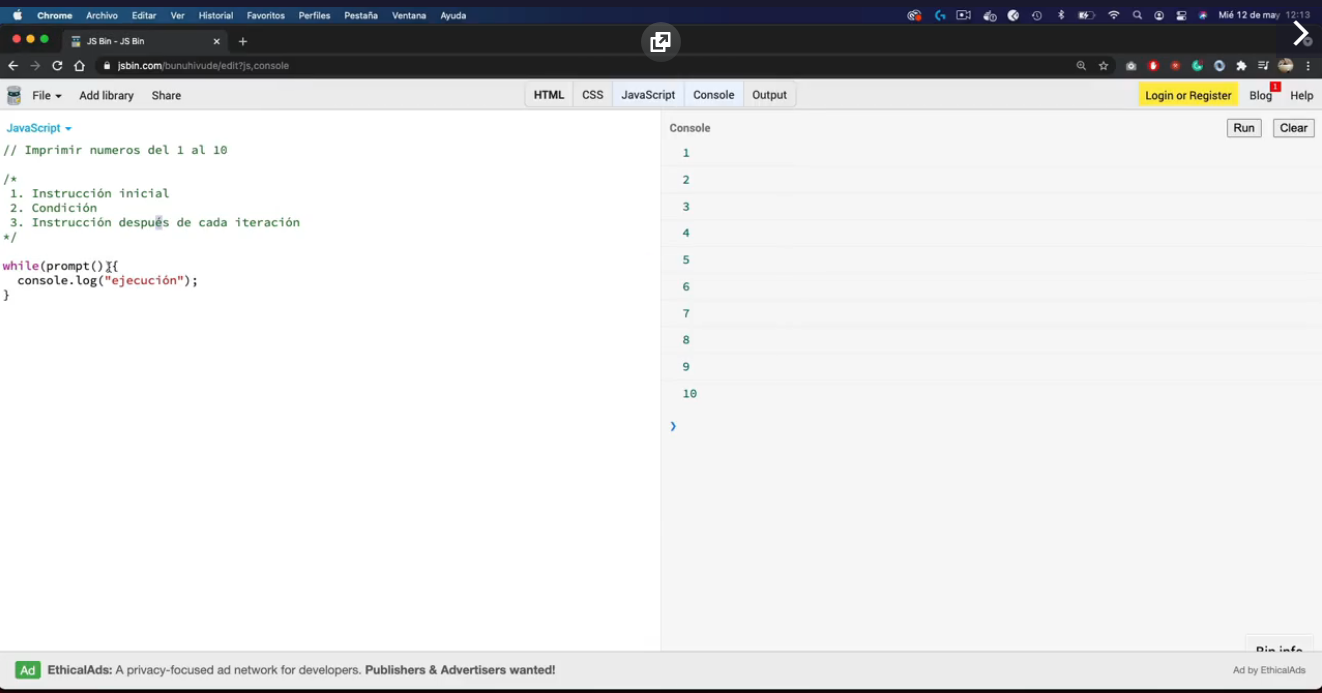 Chrome Archivo Editar Ver Historial Favoritos Perfiles Pestaña Ventana Ayuda Mié 12 de may 12:13
JS Bin - JS Bin
jsbin.com/bunuhivude/edit?js,console
File Add library Share HTML CSS JavaScript Console Output Login or Register Blog 1 Help
JavaScript
// Imprimir numeros del 1 al 10
/*
1. Instrucción inicial
2. Condición
3. Instrucción después de cada iteración
*/
while(prompt()){
console.log("ejecución");
}
Console Run Clear
1
2
3
4
5
6
7
8
9
10
❯
Bin info
Ad EthicalAds: A privacy-focused ad network for developers. Publishers & Advertisers wanted! Ad by EthicalAds